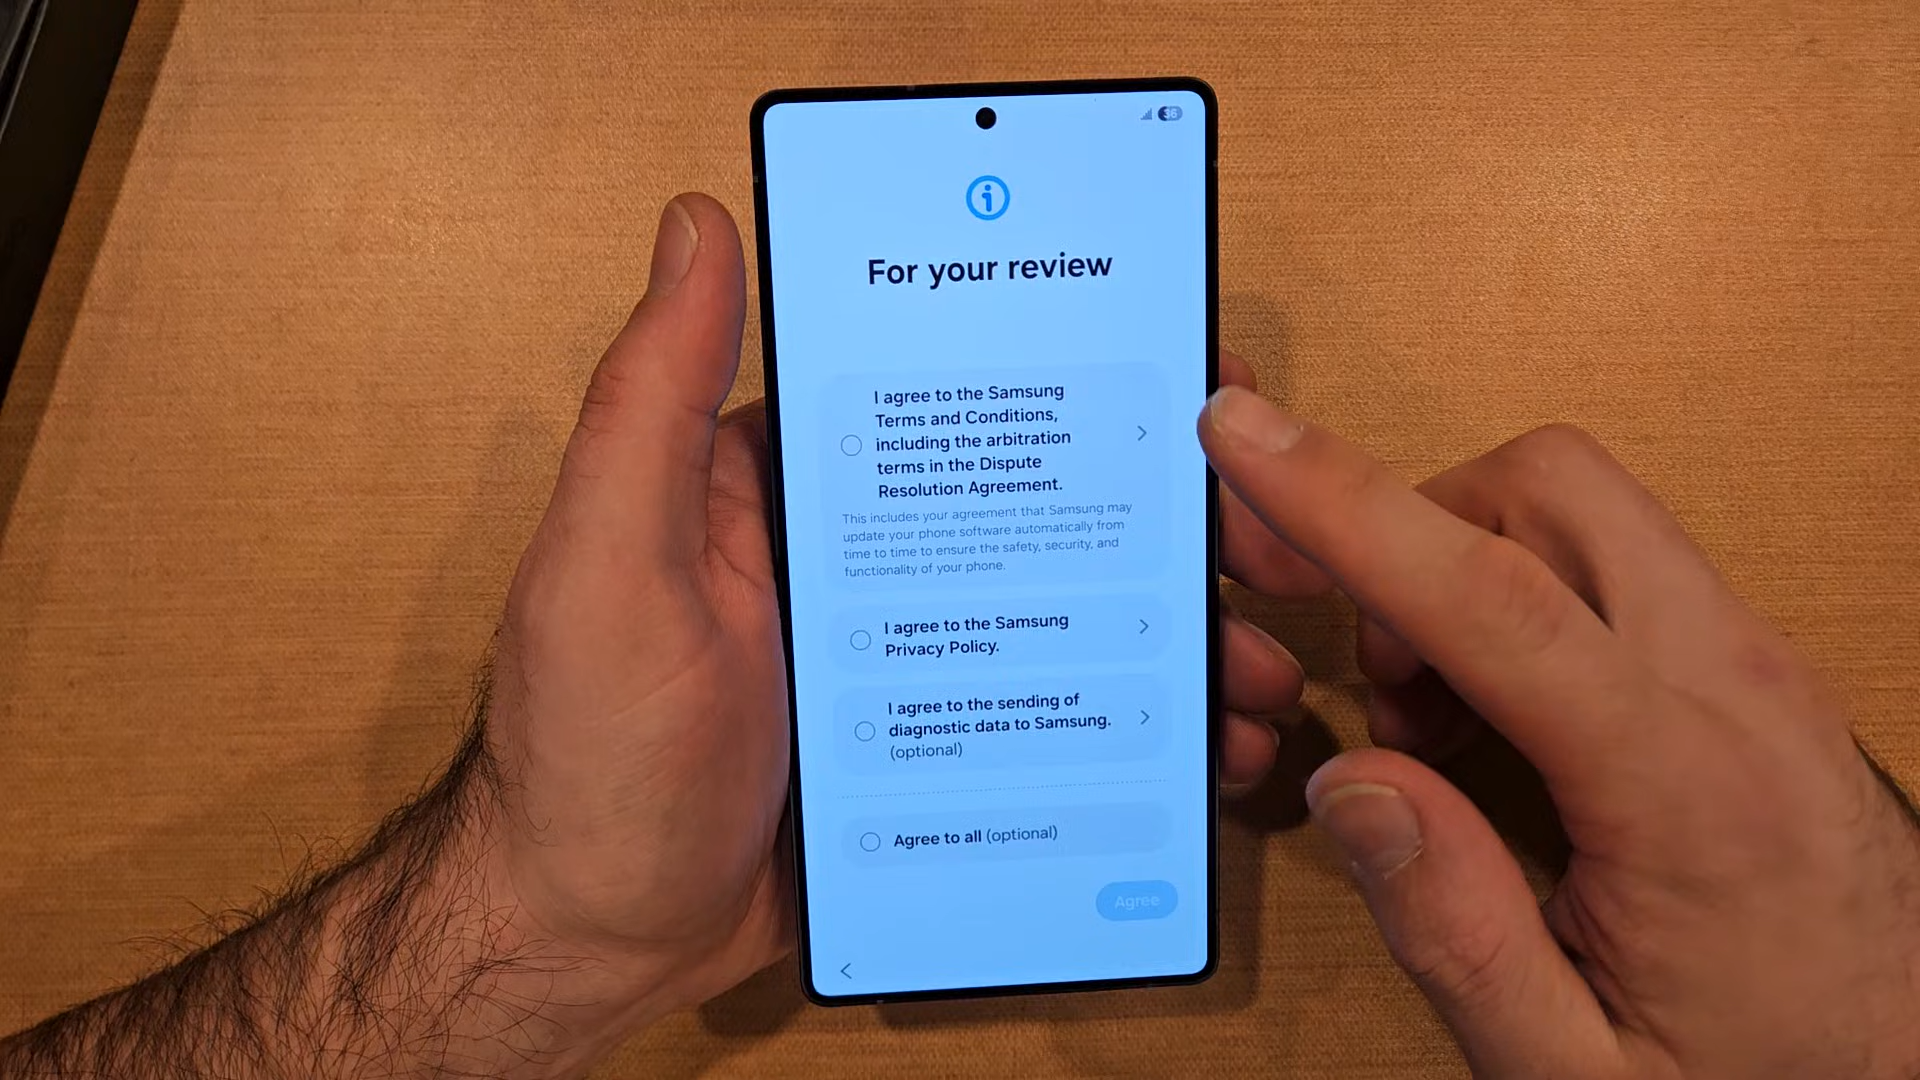 36
For your review
I agree to the Samsung
Terms and Conditions,
including the arbitration
terms in the Dispute
Resolution Agreement.
This includes your agreement that Samsung may
update your phone software automatically from
time to time to ensure the safety, security, and
functionality of your phone.
I agree to the Samsung
Privacy Policy.
I agree to the sending of
diagnostic data to Samsung.
(optional)
Agree to all (optional)
Agree